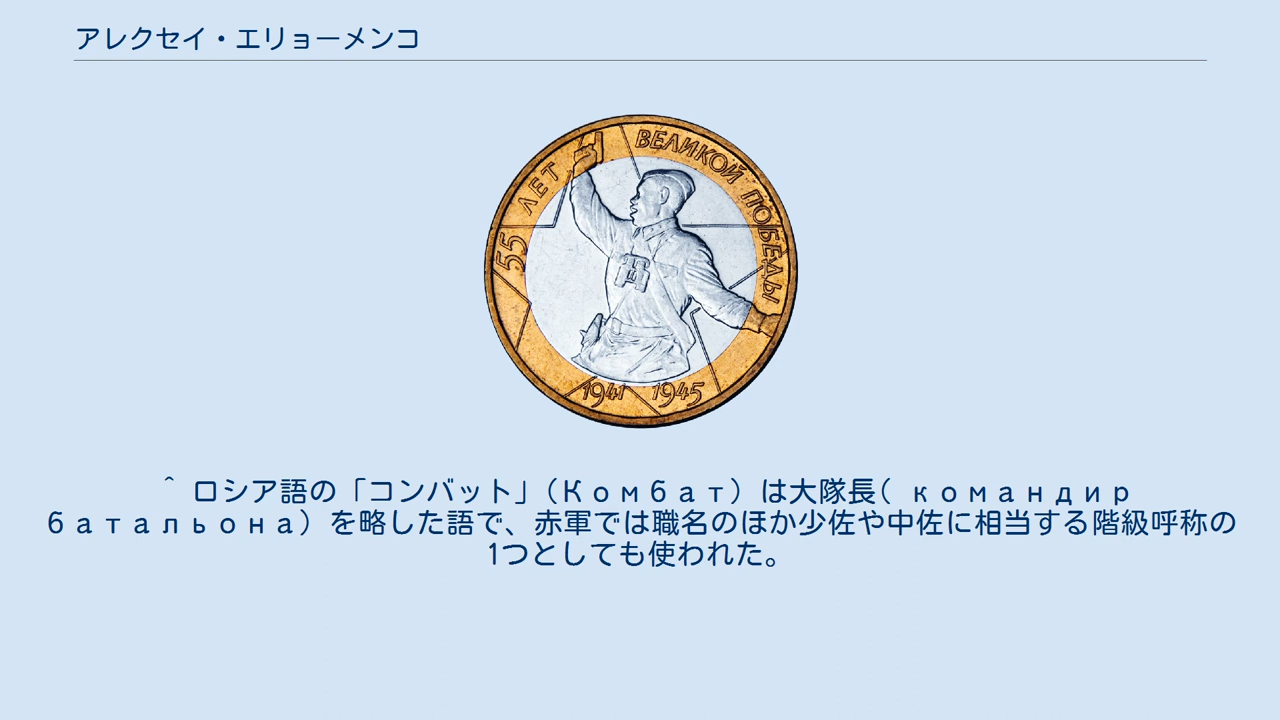 アレクセイ・エリョーメンコ
55 ЛЕТ ВЕЛИКОЙ ПОБЕДЫ
1941 1945
^ ロシア語の「コンバット」（Комбат）は大隊長( командир
батальона）を略した語で、赤軍では職名のほか少佐や中佐に相当する階級呼称の
1つとしても使われた。